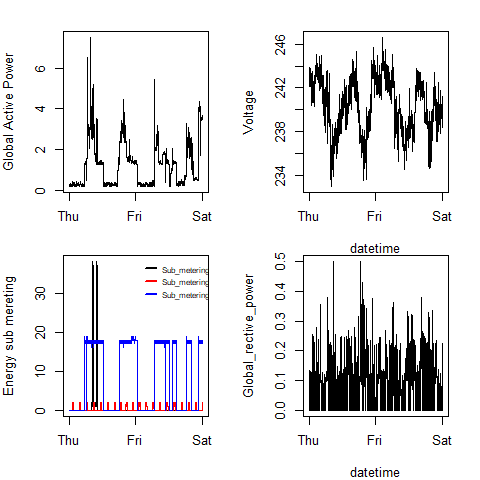 Global Active Power
0 2 4 6
Thu Fri Sat
Voltage
234 238 242 246
Thu Fri Sat
datetime
Energy sub mereting
0 10 20 30
Sub_metering
Sub_metering
Sub_metering
Thu Fri Sat
Global_rective_power
0.0 0.1 0.2 0.3 0.4 0.5
Thu Fri Sat
datetime